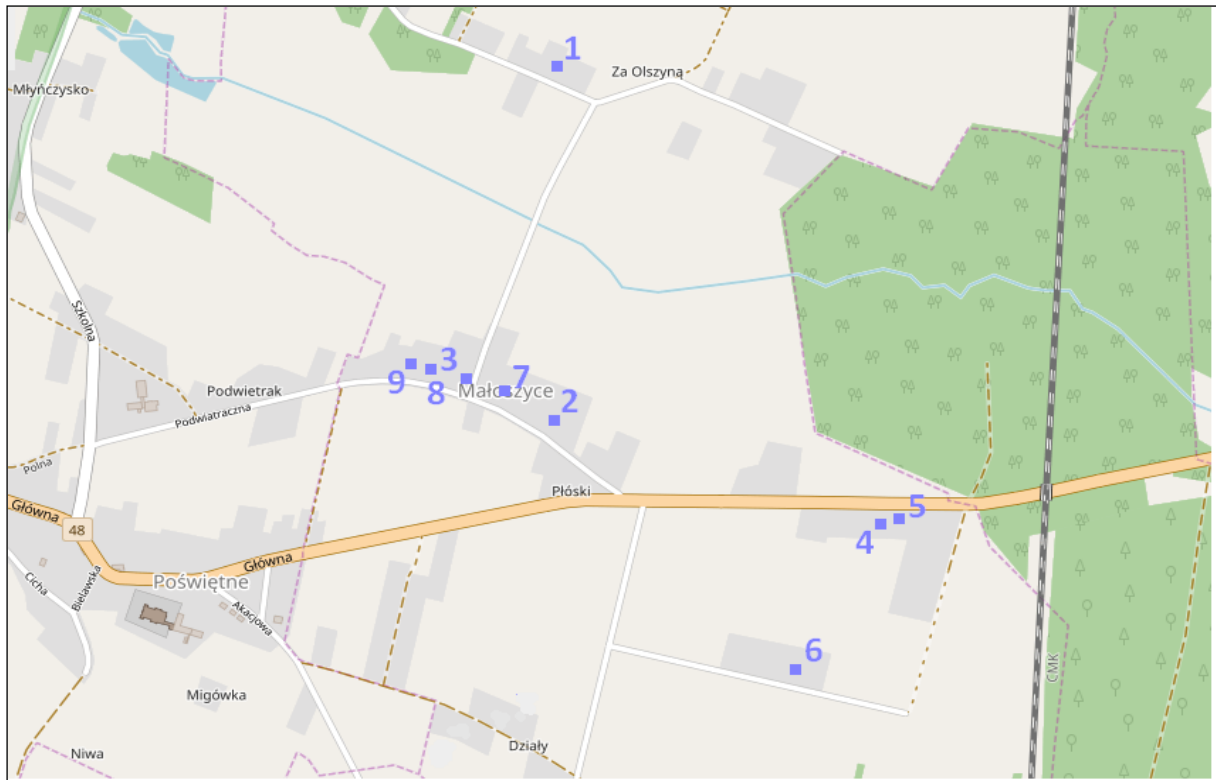 1
Za Olszyną
Młyńczysko
Szkolna
3
9
8
7
Małoszyce
2
Podwietrak
Podwiatraczna
Polna
Płóski
Główna
48
5
4
Główna
Poświętne
Cicha
Bielawska
Akacjowa
6
CMK
Migówka
Działy
Niwa